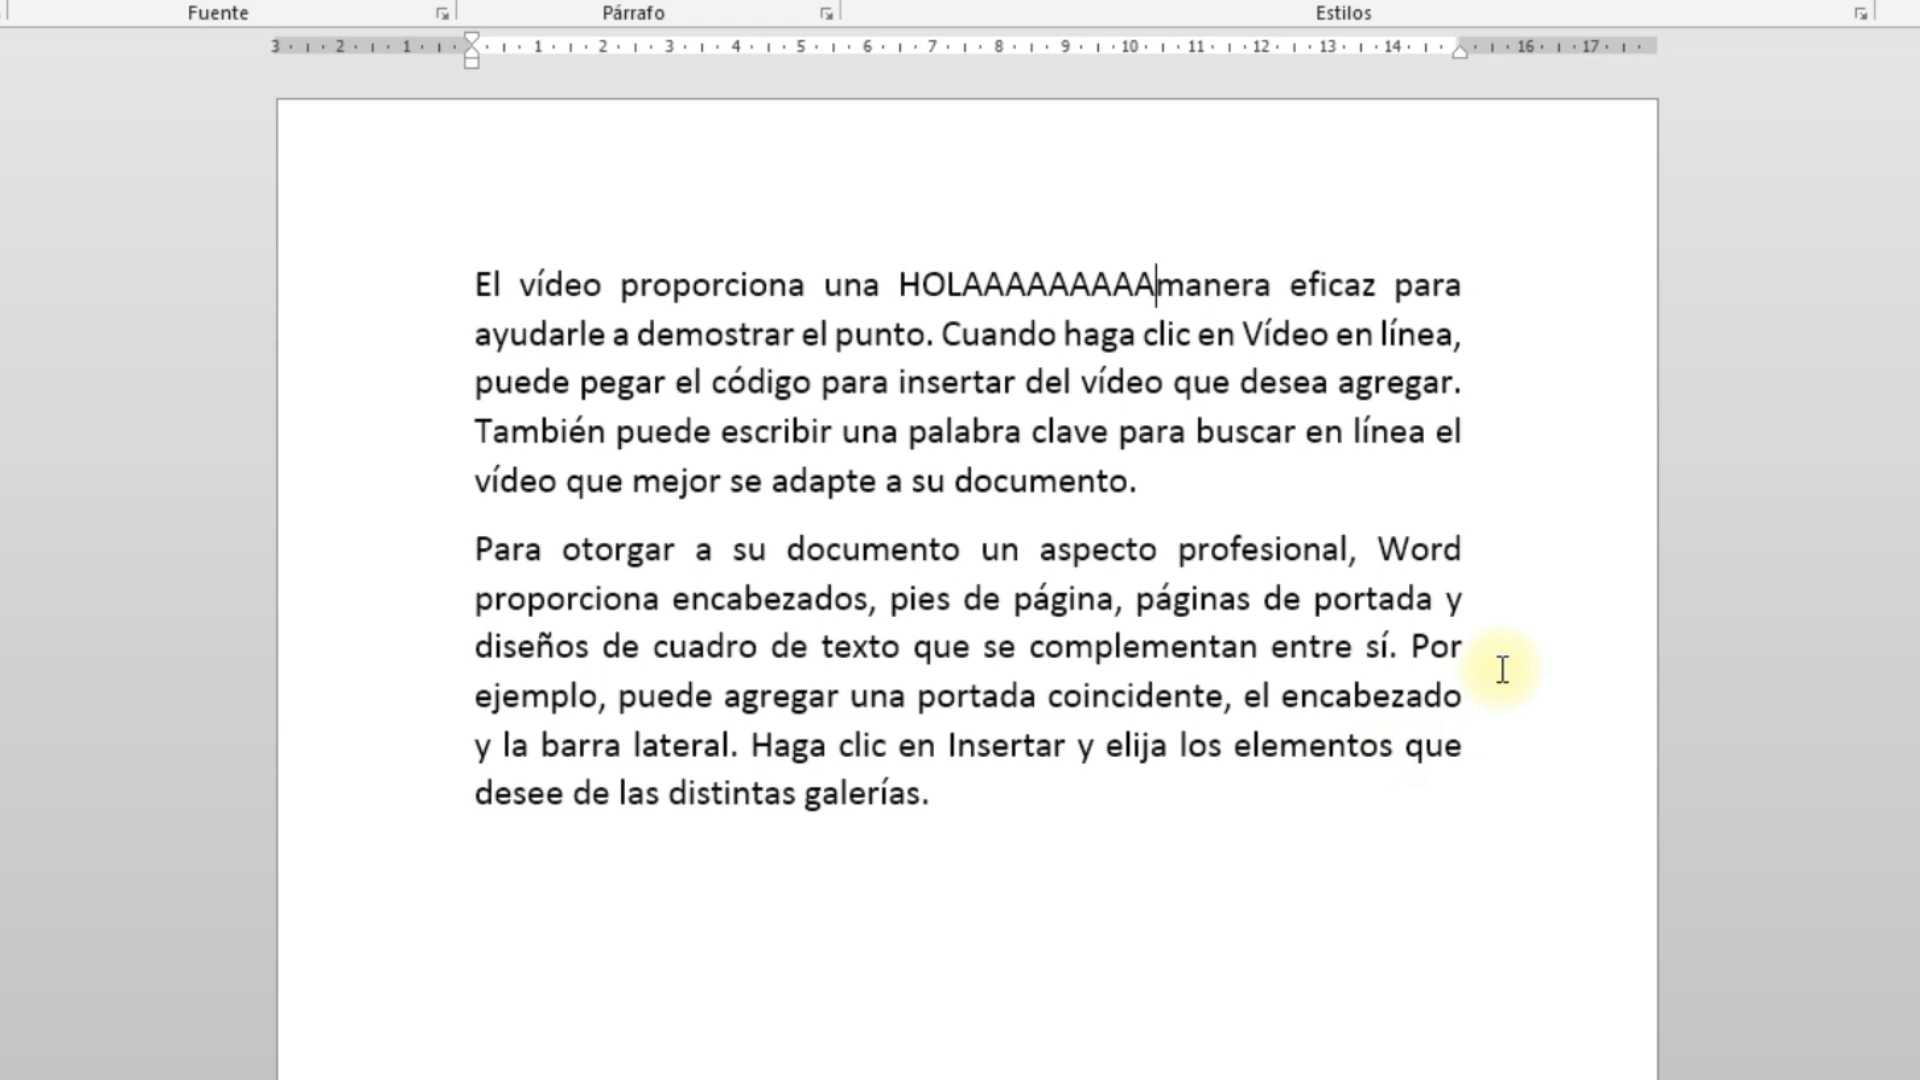 Fuente Párrafo Estilos
3 2 1 1 2 3 4 5 6 7 8 9 10 11 12 13 14 16 17
El vídeo proporciona una HOLAAAAAAAAAmanera eficaz para
ayudarle a demostrar el punto. Cuando haga clic en Vídeo en línea,
puede pegar el código para insertar del vídeo que desea agregar.
También puede escribir una palabra clave para buscar en línea el
vídeo que mejor se adapte a su documento.
Para otorgar a su documento un aspecto profesional, Word
proporciona encabezados, pies de página, páginas de portada y
diseños de cuadro de texto que se complementan entre sí. Por
ejemplo, puede agregar una portada coincidente, el encabezado
y la barra lateral. Haga clic en Insertar y elija los elementos que
desee de las distintas galerías.